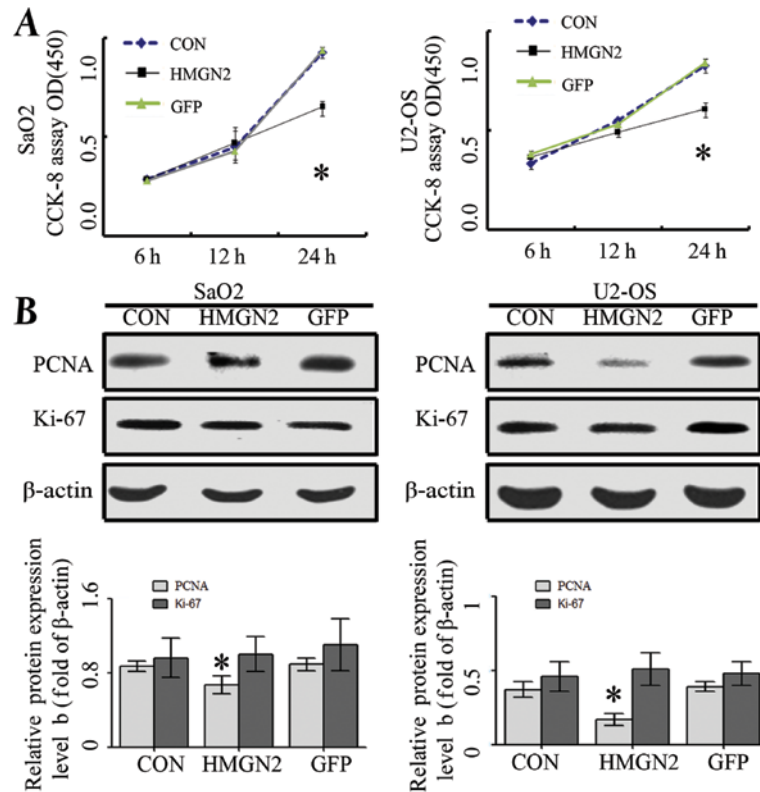 A
SaO2
CCK-8 assay OD(450)
1.0
0.5
0.0
CON
HMGN2
GFP
*
6 h 12 h 24 h
U2-OS
CCK-8 assay OD(450)
1.0
0.5
0.0
CON
HMGN2
GFP
*
6 h 12 h 24 h
B
SaO2
CON HMGN2 GFP
PCNA
Ki-67
β-actin
U2-OS
CON HMGN2 GFP
PCNA
Ki-67
β-actin
Relative protein expression
level b (fold of β-actin)
1.6
0.8
0
PCNA
Ki-67
*
CON HMGN2 GFP
Relative protein expression
level b (fold of β-actin)
1
0.5
0
PCNA
Ki-67
*
CON HMGN2 GFP